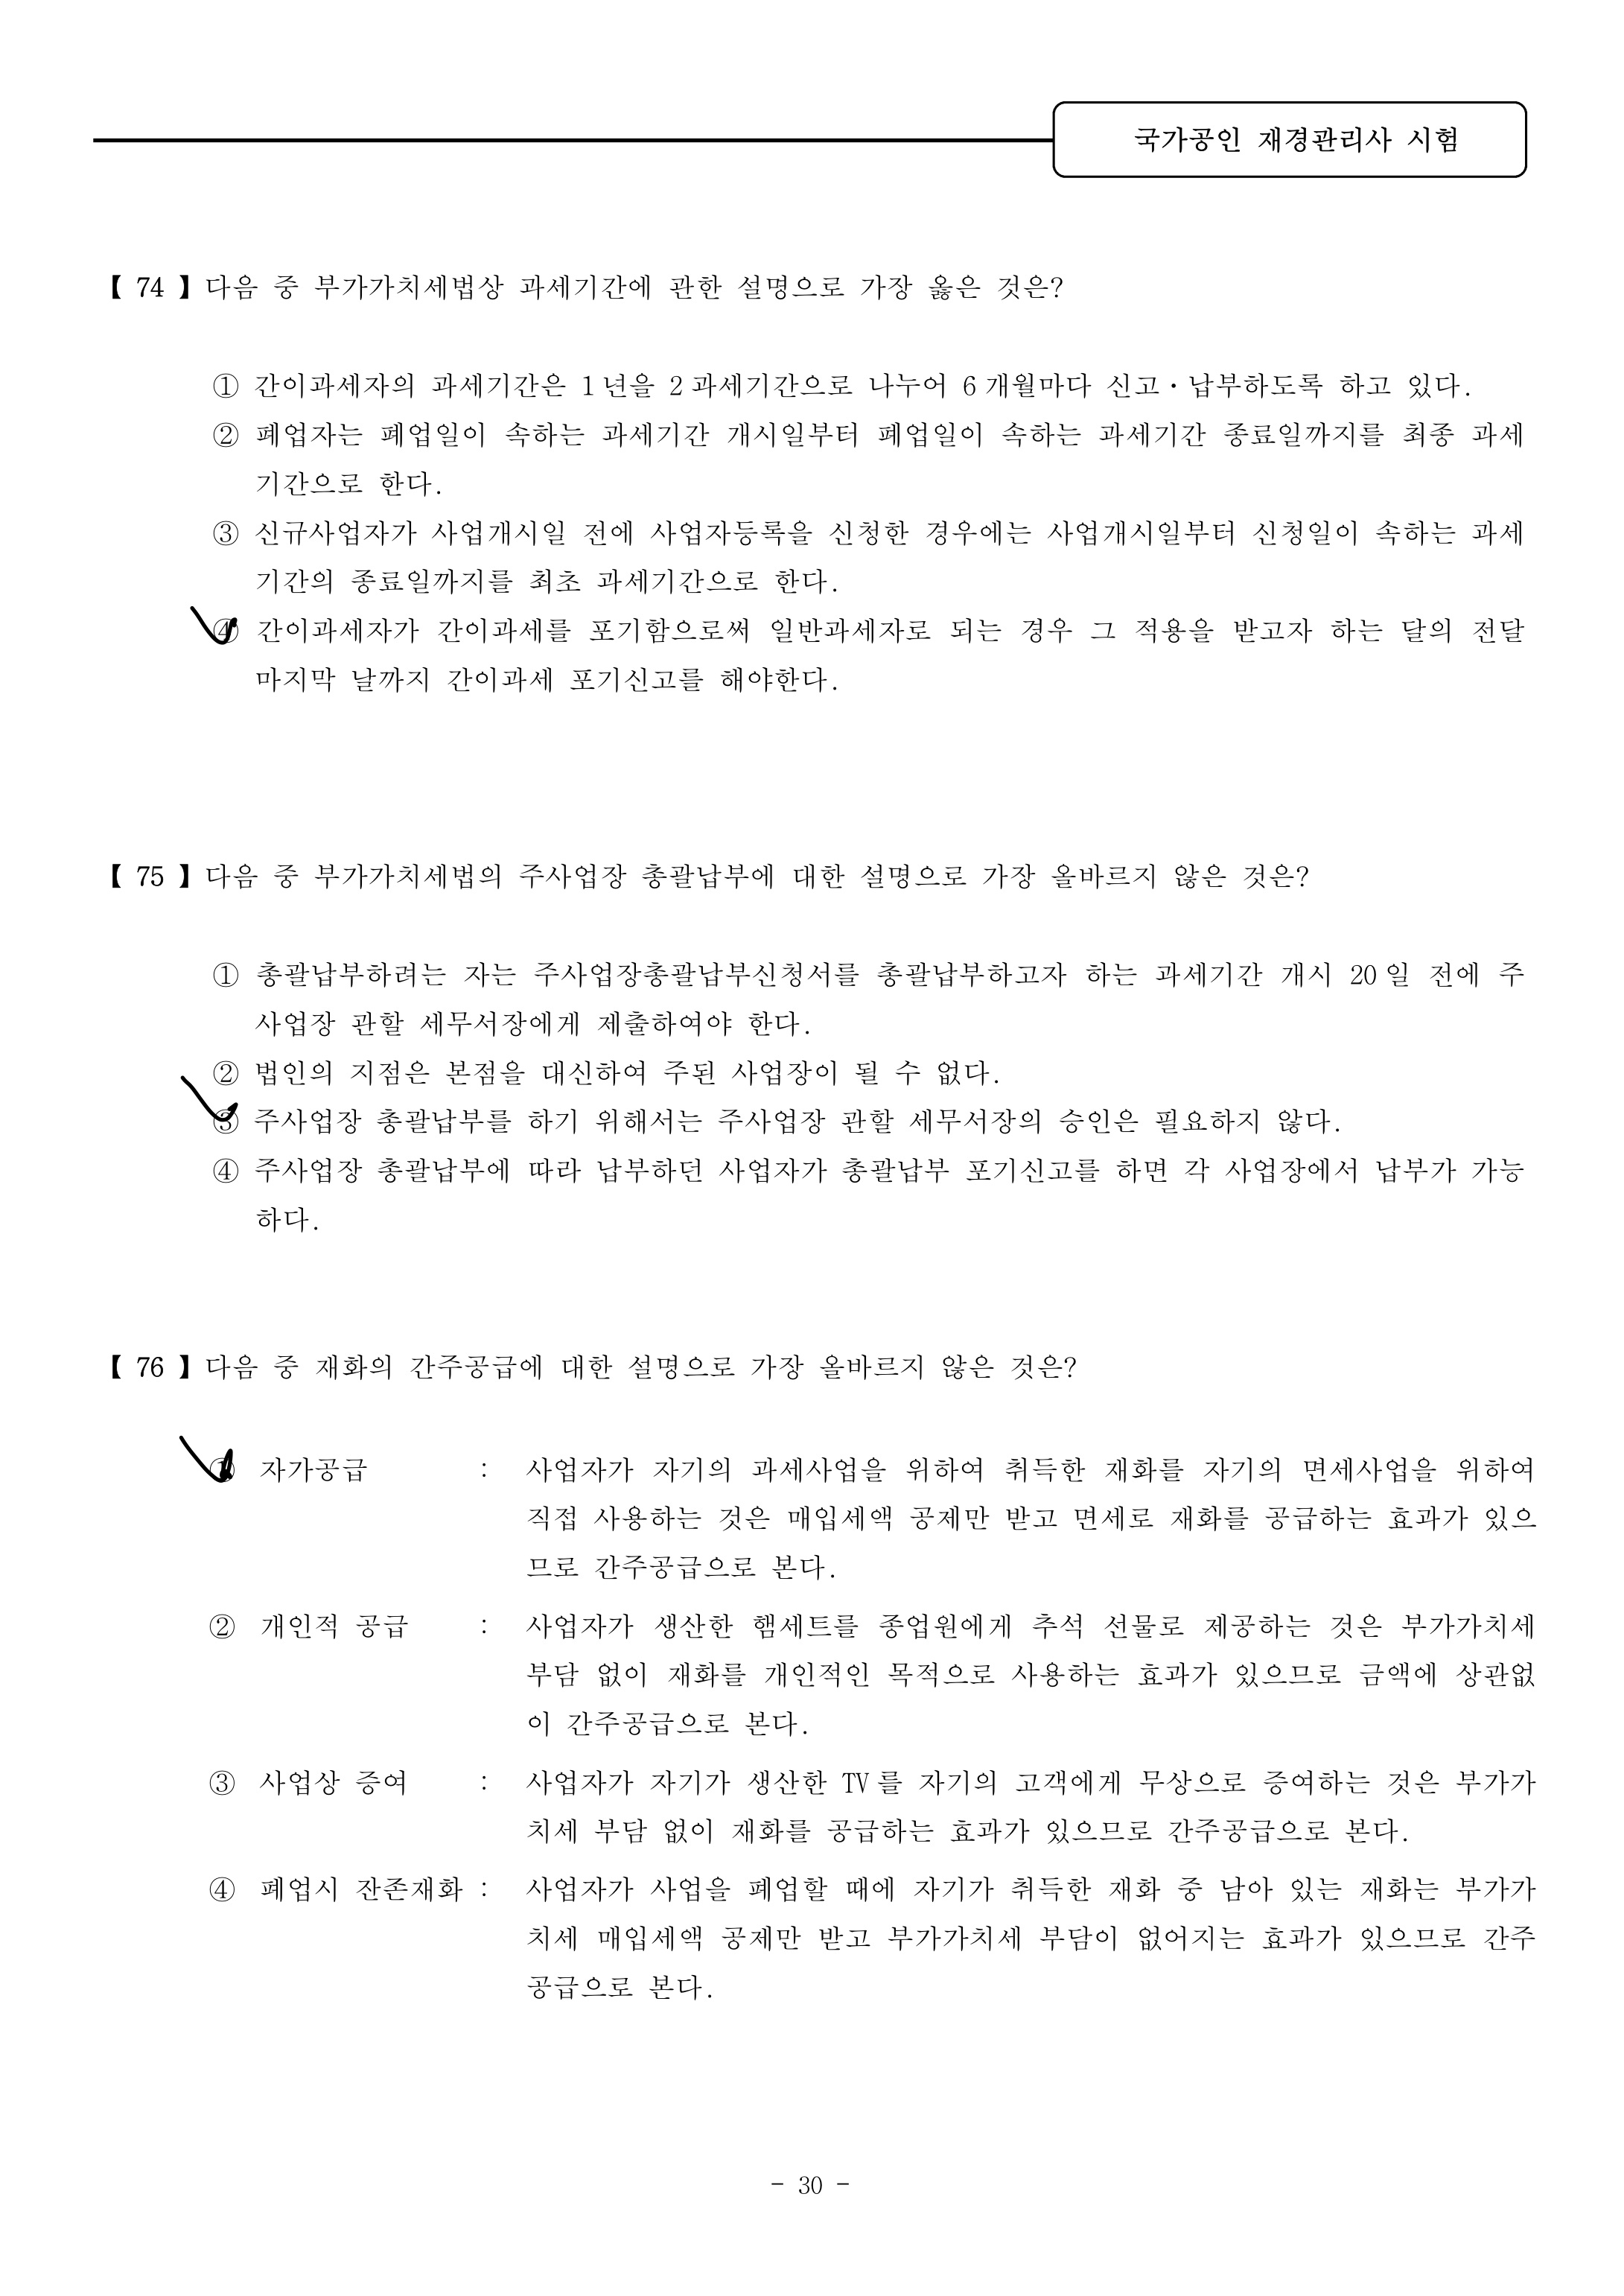 국가공인 재경관리사 시험
【 74 】 다음 중 부가가치세법상 과세기간에 관한 설명으로 가장 옳은 것은?
① 간이과세자의 과세기간은 1년을 2과세기간으로 나누어 6개월마다 신고·납부하도록 하고 있다.
② 폐업자는 폐업일이 속하는 과세기간 개시일부터 폐업일이 속하는 과세기간 종료일까지를 최종 과세
기간으로 한다.
③ 신규사업자가 사업개시일 전에 사업자등록을 신청한 경우에는 사업개시일부터 신청일이 속하는 과세
기간의 종료일까지를 최초 과세기간으로 한다.
④ 간이과세자가 간이과세를 포기함으로써 일반과세자로 되는 경우 그 적용을 받고자 하는 달의 전달
마지막 날까지 간이과세 포기신고를 해야한다.
【 75 】 다음 중 부가가치세법의 주사업장 총괄납부에 대한 설명으로 가장 올바르지 않은 것은?
① 총괄납부하려는 자는 주사업장총괄납부신청서를 총괄납부하고자 하는 과세기간 개시 20일 전에 주
사업장 관할 세무서장에게 제출하여야 한다.
② 법인의 지점은 본점을 대신하여 주된 사업장이 될 수 없다.
③ 주사업장 총괄납부를 하기 위해서는 주사업장 관할 세무서장의 승인은 필요하지 않다.
④ 주사업장 총괄납부에 따라 납부하던 사업자가 총괄납부 포기신고를 하면 각 사업장에서 납부가 가능
하다.
【 76 】 다음 중 재화의 간주공급에 대한 설명으로 가장 올바르지 않은 것은?
① 자가공급 : 사업자가 자기의 과세사업을 위하여 취득한 재화를 자기의 면세사업을 위하여
직접 사용하는 것은 매입세액 공제만 받고 면세로 재화를 공급하는 효과가 있으
므로 간주공급으로 본다.
② 개인적 공급 : 사업자가 생산한 햄세트를 종업원에게 추석 선물로 제공하는 것은 부가가치세
부담 없이 재화를 개인적인 목적으로 사용하는 효과가 있으므로 금액에 상관없
이 간주공급으로 본다.
③ 사업상 증여 : 사업자가 자기가 생산한 TV를 자기의 고객에게 무상으로 증여하는 것은 부가가
치세 부담 없이 재화를 공급하는 효과가 있으므로 간주공급으로 본다.
④ 폐업시 잔존재화 : 사업자가 사업을 폐업할 때에 자기가 취득한 재화 중 남아 있는 재화는 부가가
치세 매입세액 공제만 받고 부가가치세 부담이 없어지는 효과가 있으므로 간주
공급으로 본다.
- 30 -